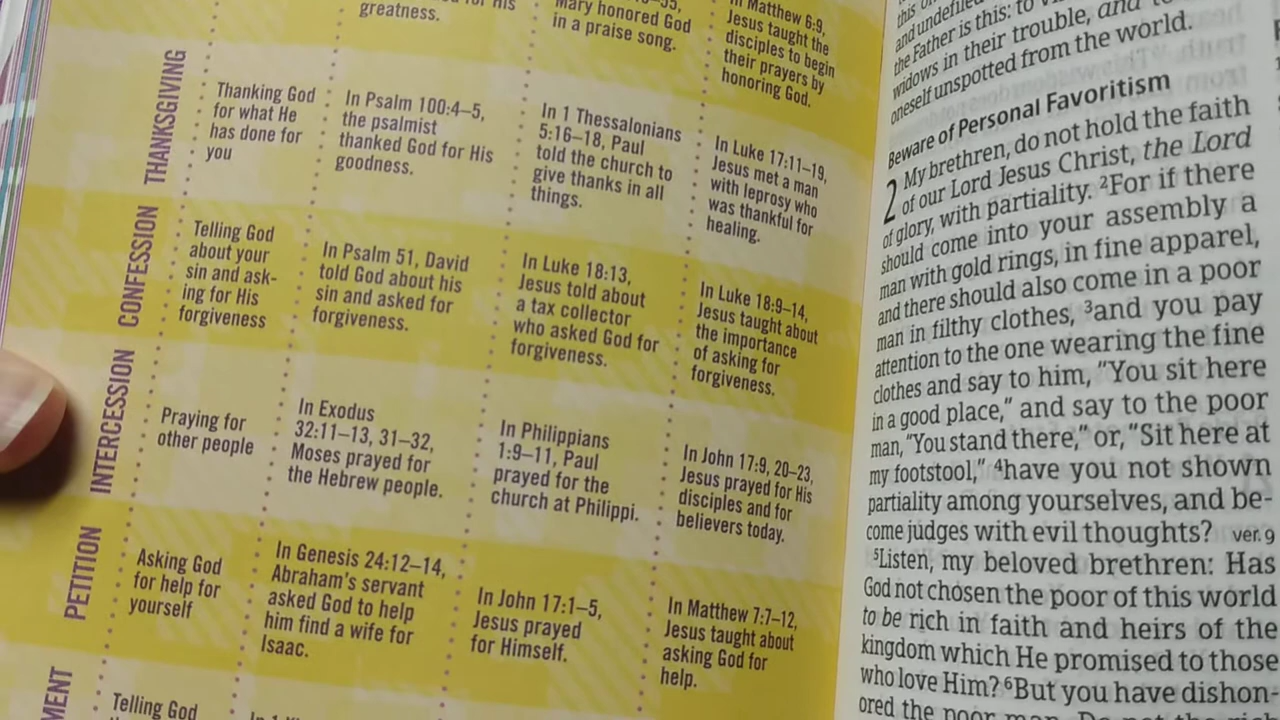 greatness.
Mary honored God
in a praise song.
In Matthew 6:9,
Jesus taught the
disciples to begin
their prayers by
honoring God.
THANKSGIVING
Thanking God
for what He
has done for
you
In Psalm 100:4–5,
the psalmist
thanked God for His
goodness.
In 1 Thessalonians
5:16–18, Paul
told the church to
give thanks in all
things.
In Luke 17:11–19,
Jesus met a man
with leprosy who
was thankful for
healing.
CONFESSION
Telling God
about your
sin and ask-
ing for His
forgiveness
In Psalm 51, David
told God about his
sin and asked for
forgiveness.
In Luke 18:13,
Jesus told about
a tax collector
who asked God for
forgiveness.
In Luke 18:9–14,
Jesus taught about
the importance
of asking for
forgiveness.
INTERCESSION
Praying for
other people
In Exodus
32:11–13, 31–32,
Moses prayed for
the Hebrew people.
In Philippians
1:9–11, Paul
prayed for the
church at Philippi.
In John 17:9, 20–23,
Jesus prayed for His
disciples and for
believers today.
PETITION
Asking God
for help for
yourself
In Genesis 24:12–14,
Abraham's servant
asked God to help
him find a wife for
Isaac.
In John 17:1–5,
Jesus prayed
for Himself.
In Matthew 7:7–12,
Jesus taught about
asking God for
help.
Telling God
and undefiled
the Father is this: to
widows in their trouble, and to
oneself unspotted from the world.
Beware of Personal Favoritism
2 My brethren, do not hold the faith
of our Lord Jesus Christ, the Lord
of glory, with partiality. 2For if there
should come into your assembly a
man with gold rings, in fine apparel,
and there should also come in a poor
man in filthy clothes, 3and you pay
attention to the one wearing the fine
clothes and say to him, "You sit here
in a good place," and say to the poor
man, "You stand there," or, "Sit here at
my footstool," 4have you not shown
partiality among yourselves, and be-
come judges with evil thoughts? ver. 9
5Listen, my beloved brethren: Has
God not chosen the poor of this world
to be rich in faith and heirs of the
kingdom which He promised to those
who love Him? 6But you have dishon-
ored the poor man. Do not the rich